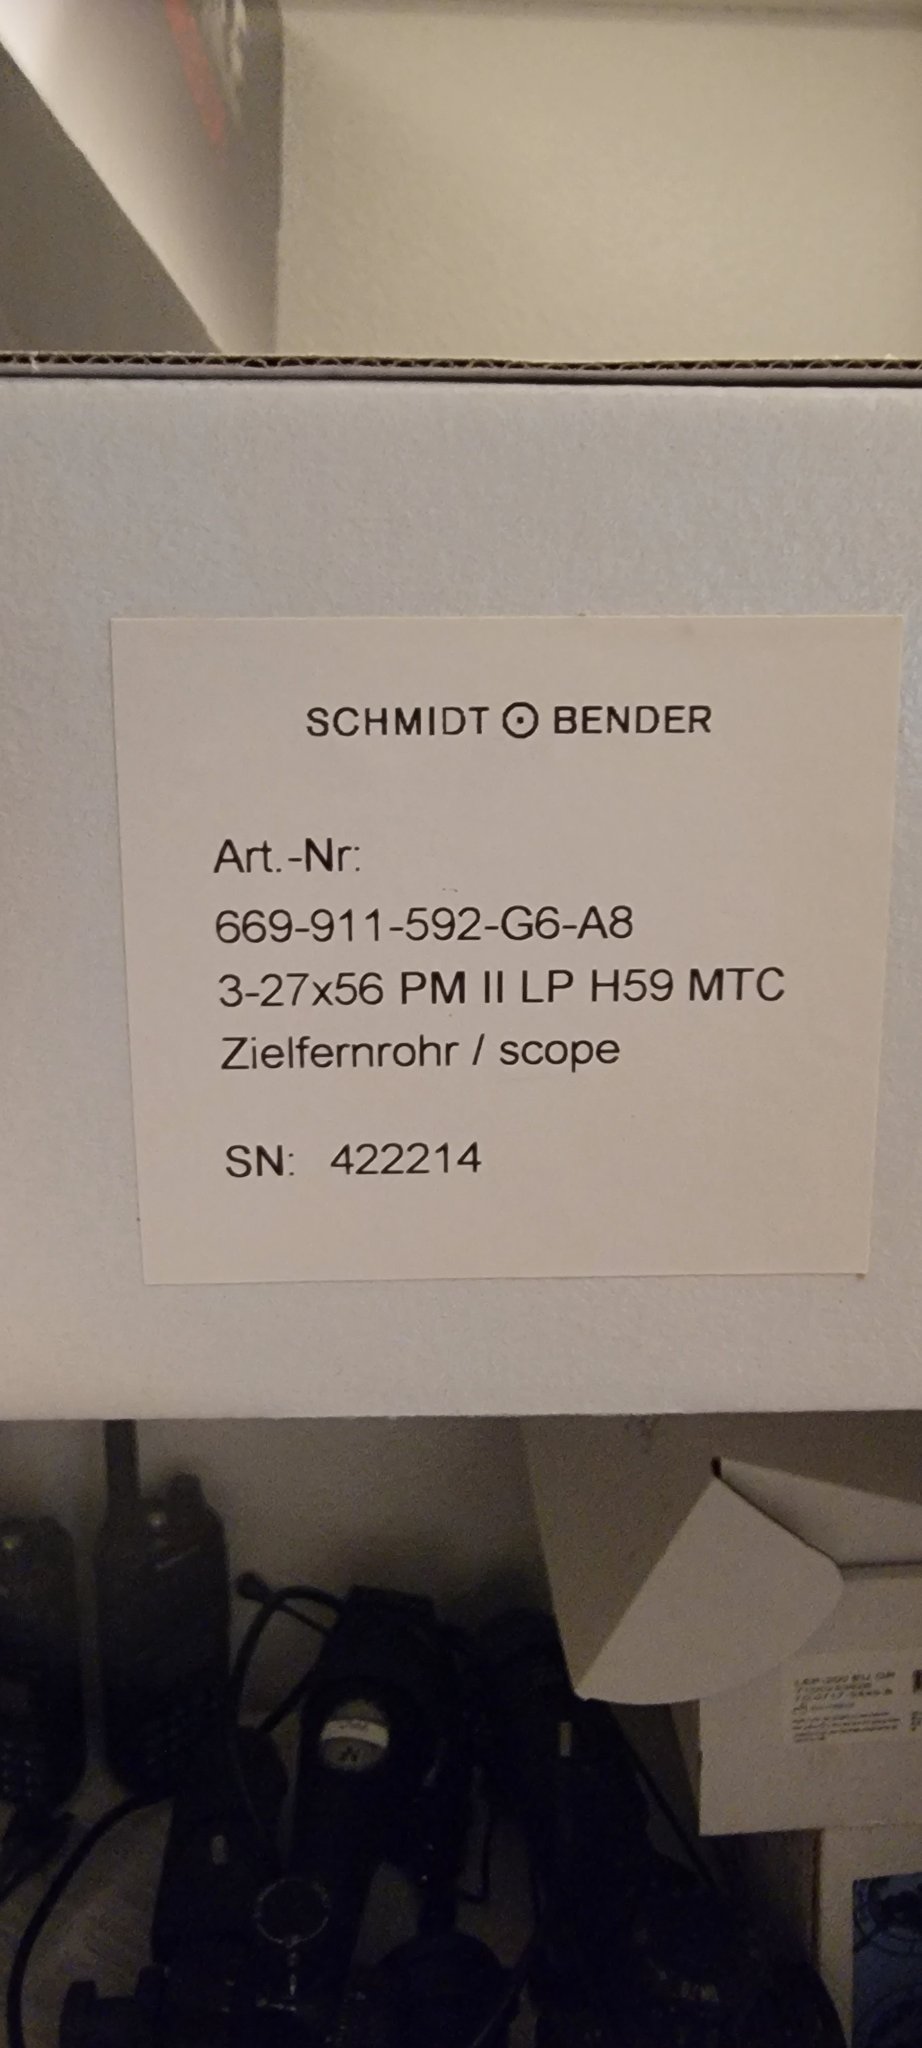 SCHMIDT BENDER
Art.-Nr:
669-911-592-G6-A8
3-27x56 PM II LP H59 MTC
Zielfernrohr / scope
SN: 422214